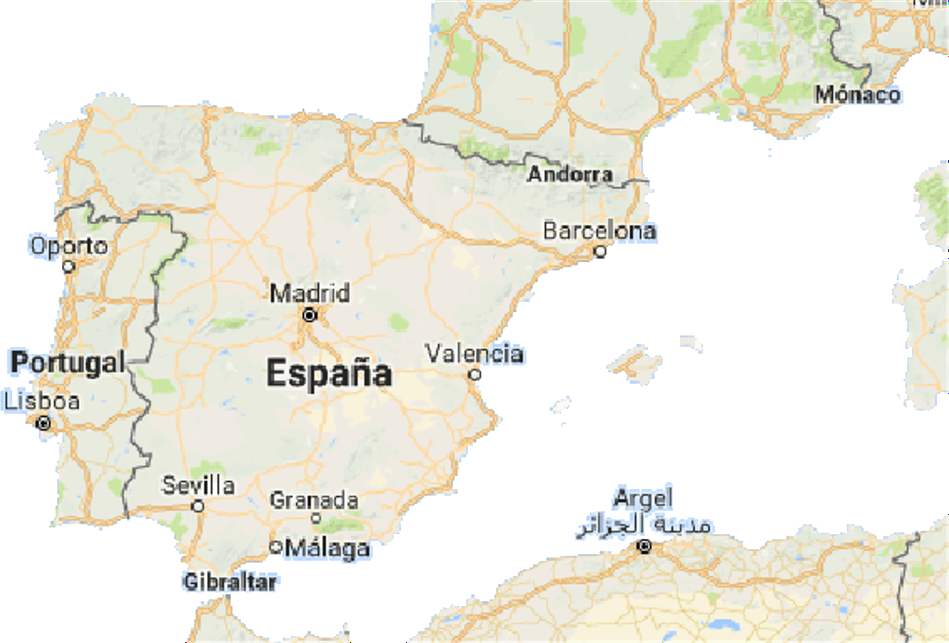 Mónaco
Andorra
Barcelona
Oporto
Madrid
Valencia
Portugal
España
Lisboa
Sevilla
Granada
Argel
مدينة الجزائر
Málaga
Gibraltar